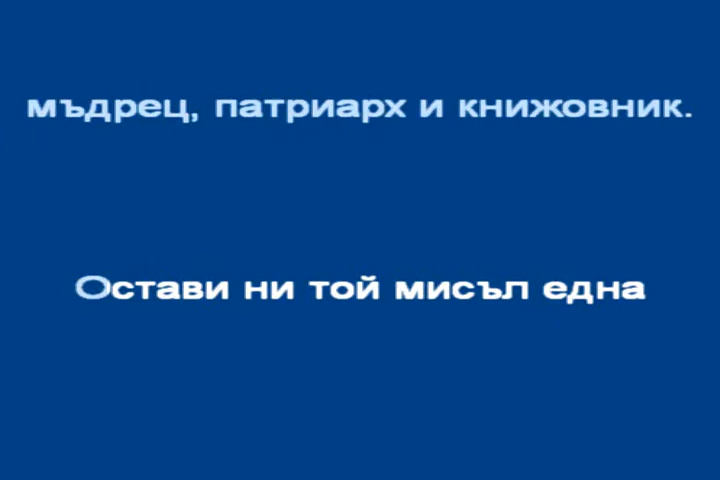 мъдрец, патриарх и книжовник.
Остави ни той мисъл една